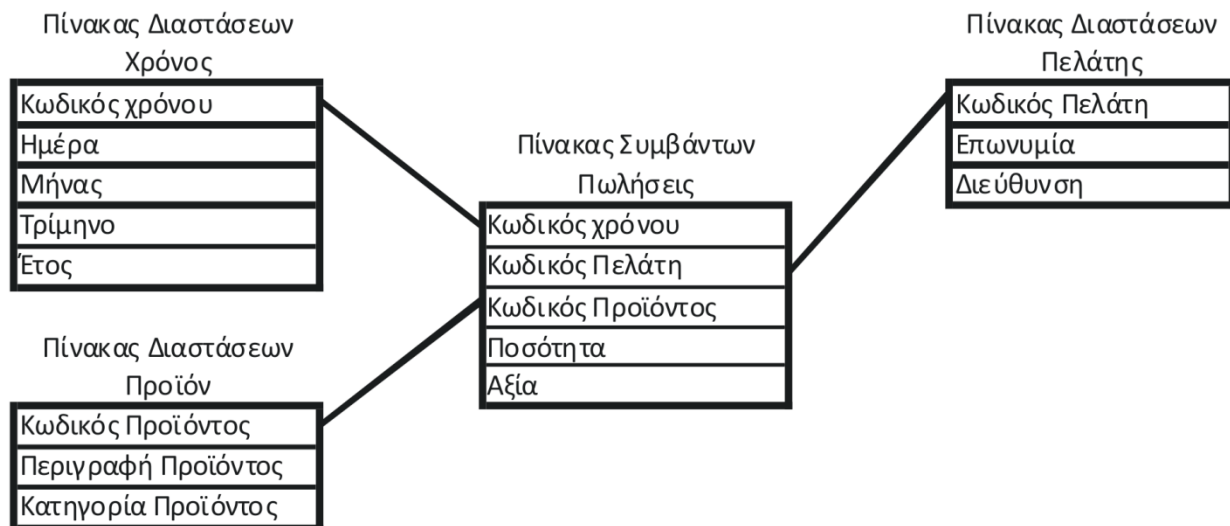 Πίνακας Διαστάσεων
Χρόνος
Κωδικός χρόνου
Ημέρα
Μήνας
Τρίμηνο
Έτος
Πίνακας Διαστάσεων
Προϊόν
Κωδικός Προϊόντος
Περιγραφή Προϊόντος
Κατηγορία Προϊόντος
Πίνακας Συμβάντων
Πωλήσεις
Κωδικός χρόνου
Κωδικός Πελάτη
Κωδικός Προϊόντος
Ποσότητα
Αξία
Πίνακας Διαστάσεων
Πελάτης
Κωδικός Πελάτη
Επωνυμία
Διεύθυνση